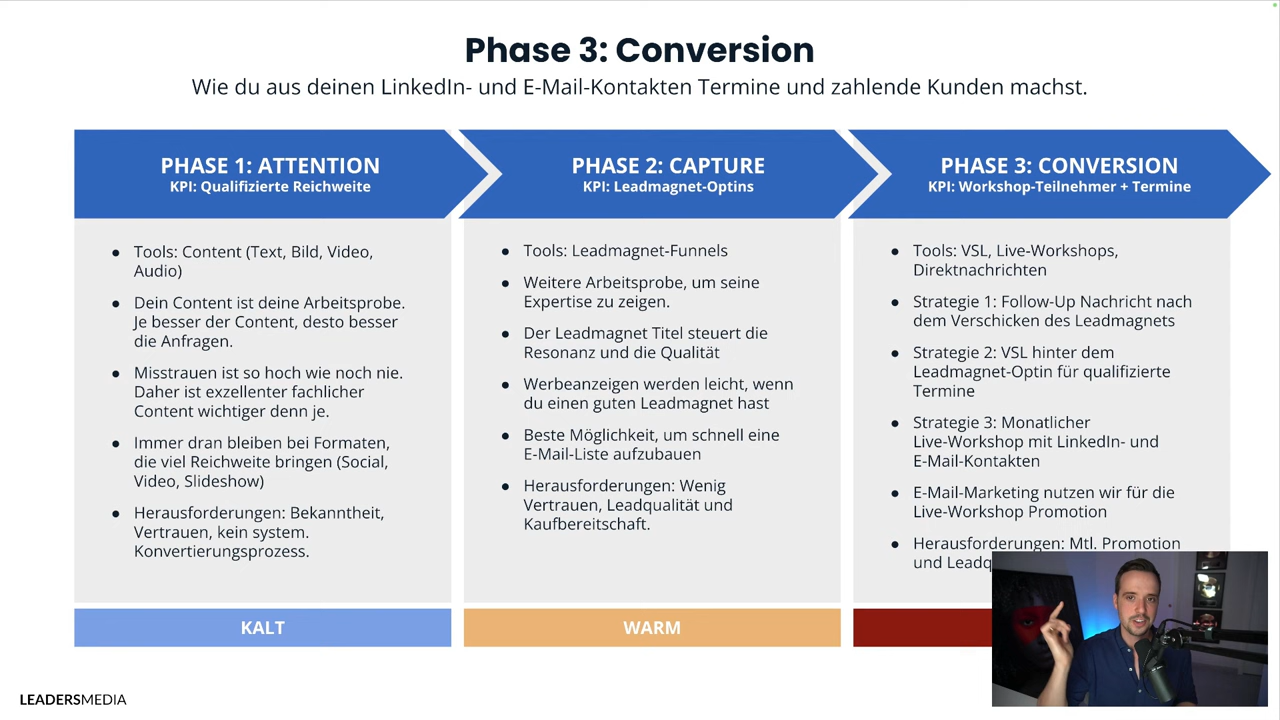 Phase 3: Conversion
Wie du aus deinen LinkedIn- und E-Mail-Kontakten Termine und zahlende Kunden machst.
PHASE 1: ATTENTION
KPI: Qualifizierte Reichweite
● Tools: Content (Text, Bild, Video,
Audio)
● Dein Content ist deine Arbeitsprobe.
Je besser der Content, desto besser
die Anfragen.
● Misstrauen ist so hoch wie noch nie.
Daher ist exzellenter fachlicher
Content wichtiger denn je.
● Immer dran bleiben bei Formaten,
die viel Reichweite bringen (Social,
Video, Slideshow)
● Herausforderungen: Bekanntheit,
Vertrauen, kein system.
Konvertierungsprozess.
KALT
PHASE 2: CAPTURE
KPI: Leadmagnet-Optins
● Tools: Leadmagnet-Funnels
● Weitere Arbeitsprobe, um seine
Expertise zu zeigen.
● Der Leadmagnet Titel steuert die
Resonanz und die Qualität
● Werbeanzeigen werden leicht, wenn
du einen guten Leadmagnet hast
● Beste Möglichkeit, um schnell eine
E-Mail-Liste aufzubauen
● Herausforderungen: Wenig
Vertrauen, Leadqualität und
Kaufbereitschaft.
WARM
PHASE 3: CONVERSION
KPI: Workshop-Teilnehmer + Termine
● Tools: VSL, Live-Workshops,
Direktnachrichten
● Strategie 1: Follow-Up Nachricht nach
dem Verschicken des Leadmagnets
● Strategie 2: VSL hinter dem
Leadmagnet-Optin für qualifizierte
Termine
● Strategie 3: Monatlicher
Live-Workshop mit LinkedIn- und
E-Mail-Kontakten
● E-Mail-Marketing nutzen wir für die
Live-Workshop Promotion
● Herausforderungen: Mtl. Promotion
und
LEADERSMEDIA